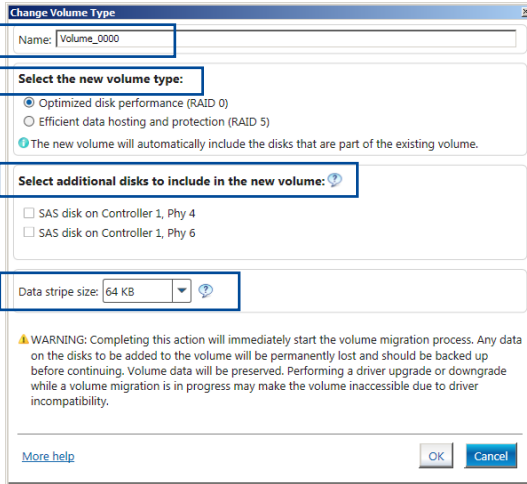 Change Volume Type
Name: Volume_0000
Select the new volume type:
Optimized disk performance (RAID 0)
Efficient data hosting and protection (RAID 5)
The new volume will automatically include the disks that are part of the existing volume.
Select additional disks to include in the new volume:
SAS disk on Controller 1, Phy 4
SAS disk on Controller 1, Phy 6
Data stripe size: 64 KB
WARNING: Completing this action will immediately start the volume migration process. Any data
on the disks to be added to the volume will be permanently lost and should be backed up
before continuing. Volume data will be preserved. Performing a driver upgrade or downgrade
while a volume migration is in progress may make the volume inaccessible due to driver
incompatibility.
More help
OK
Cancel